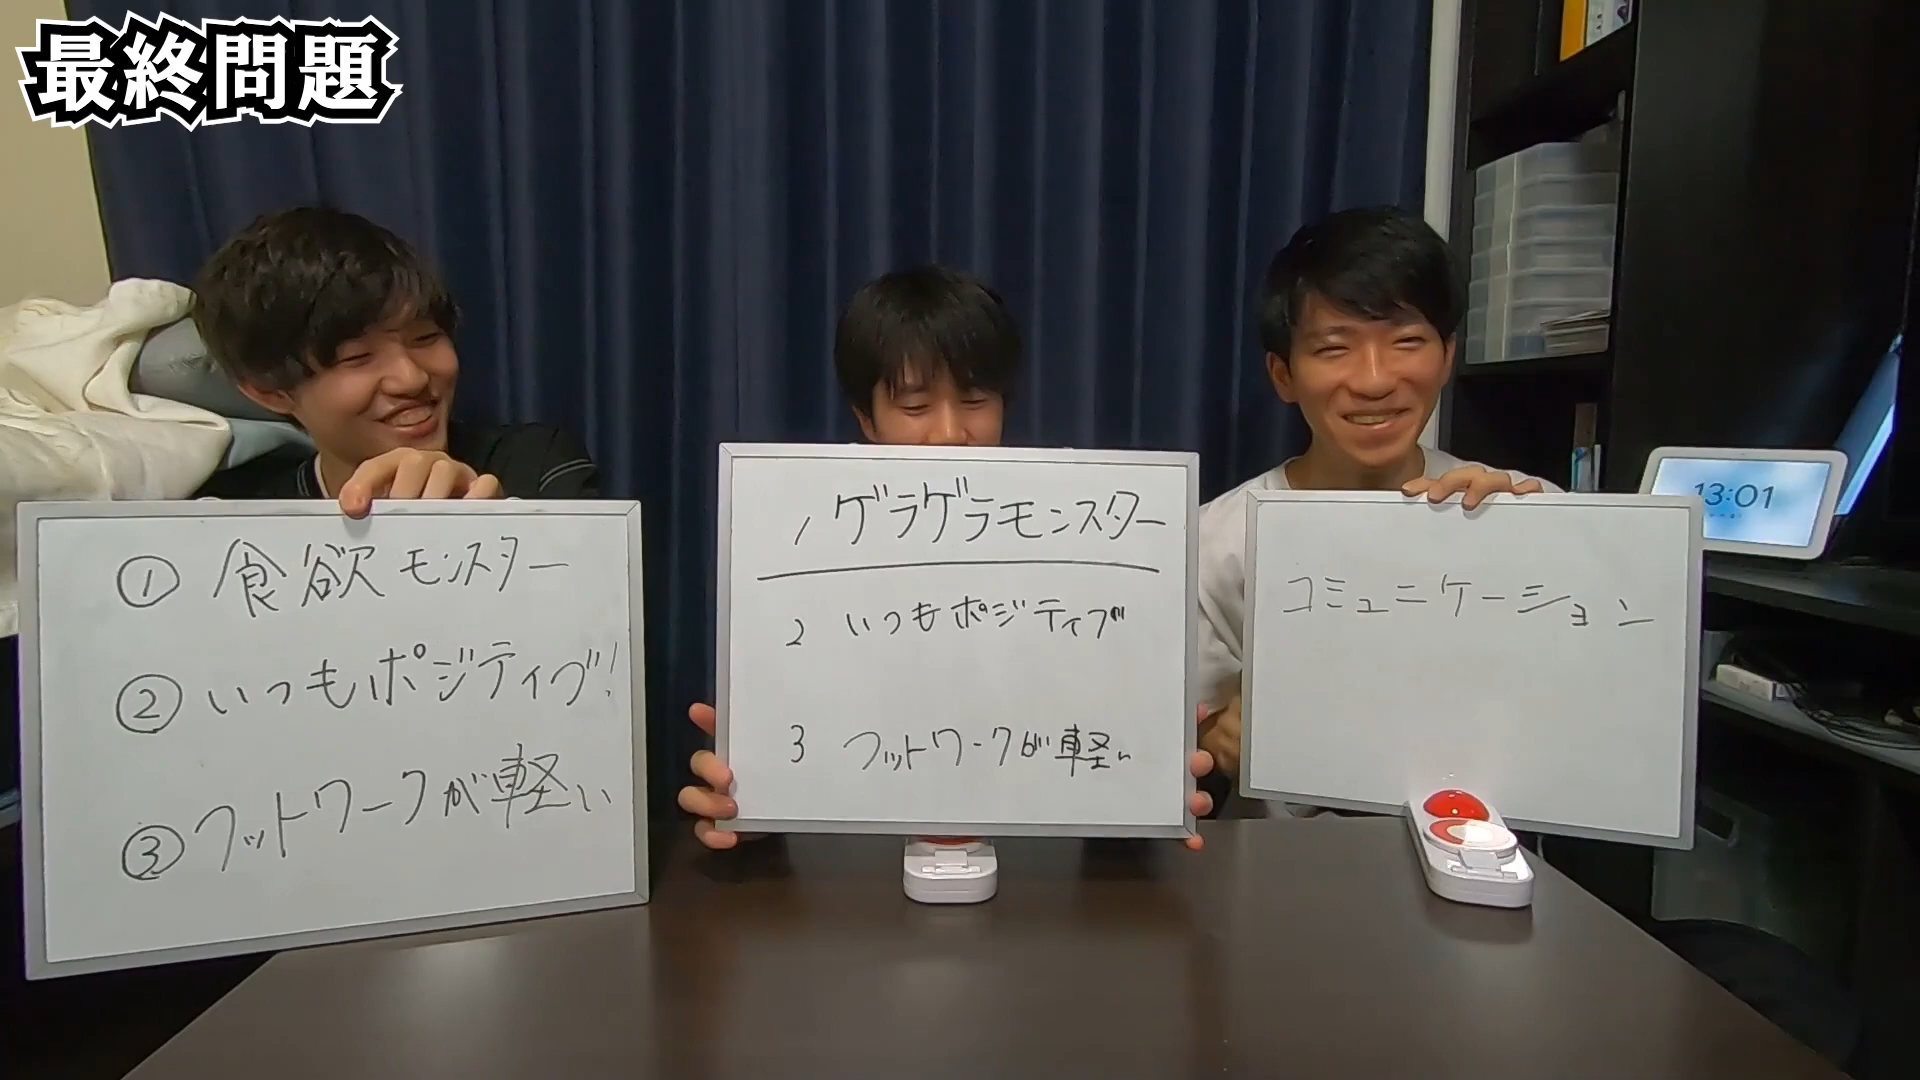 最終問題
① 食欲モンスター
② いつもポジティブ!
③ フットワークが軽い
1 ゲラゲラモンスター
2 いつもポジティブ
3 フットワークが軽い
コミュニケーション
13:01